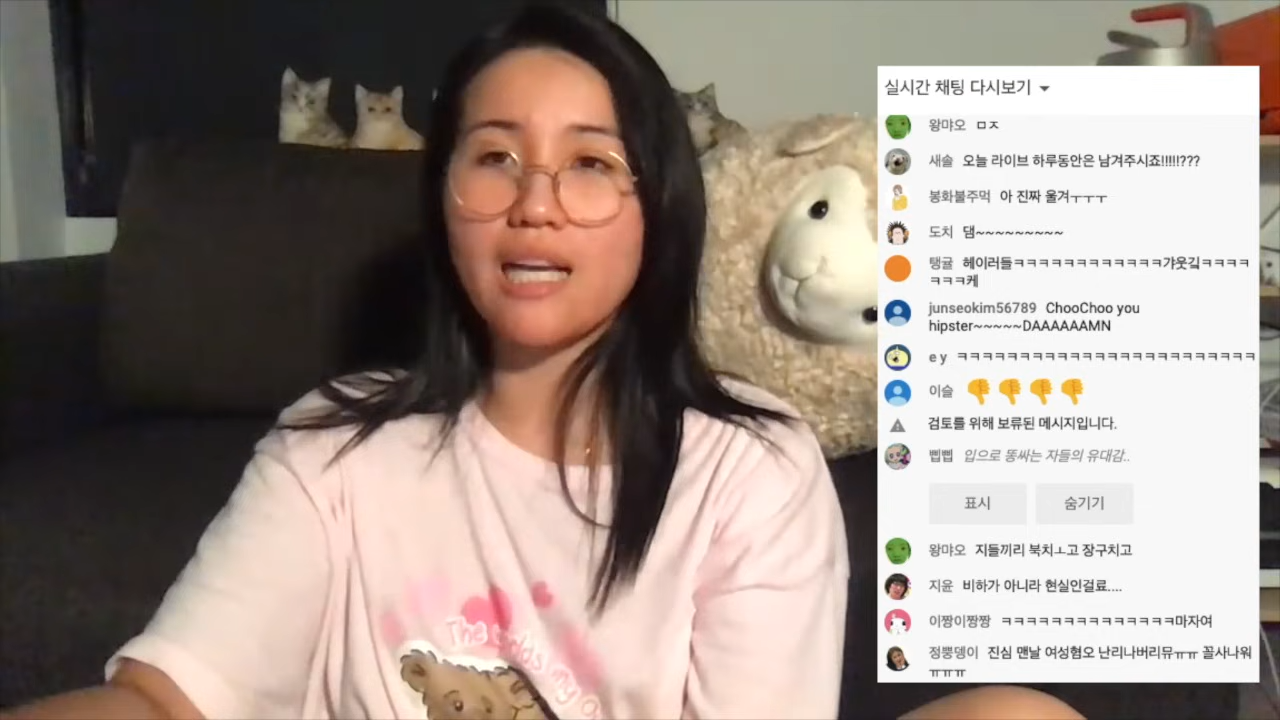 실시간 채팅 다시보기
왕먀오 ㅁㅈ
새솔 오늘 라이브 하루동안은 남겨주시죠!!!!!???
봉화불주먹 아 진짜 울겨ㅜㅜㅜ
도치 댐~~~~~~~~~
탱귤 헤이러들ㅋㅋㅋㅋㅋㅋㅋㅋㅋㅋㅋㅋ갸웃깈ㅋㅋㅋㅋ
ㅋㅋㅋ케
junseokim56789 ChooChoo you
hipster~~~~~DAAAAAAMN
e y ㅋㅋㅋㅋㅋㅋㅋㅋㅋㅋㅋㅋㅋㅋㅋㅋㅋㅋㅋㅋㅋㅋㅋㅋ
이슬 👎👎👎👎
검토를 위해 보류된 메시지입니다.
삡삡 입으로 똥싸는 자들의 유대감..
표시 숨기기
왕먀오 지들끼리 북치ㅗ고 장구치고
지윤 비하가 아니라 현실인걸료....
이짱이짱짱 ㅋㅋㅋㅋㅋㅋㅋㅋㅋㅋㅋㅋㅋㅋ마자여
정뿡뎅이 진심 맨날 여성혐오 난리나버리뮤ㅠㅠ 꼴사나워
ㅠㅠㅠ
The
my